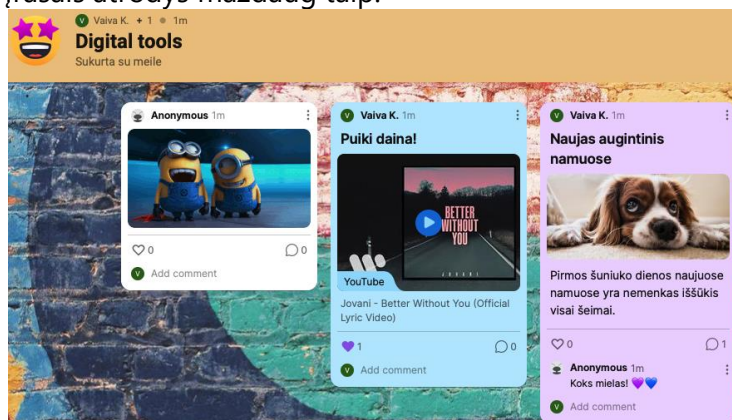 įrašais atrodys maždaug taip:
V Vaiva K. + 1 • 1m
Digital tools
Sukurta su meile
Anonymous 1m
0 0
V Add comment
V Vaiva K. 1m
Puiki daina!
BETTER
WITHOUT
YOU
JOVANI
YouTube
Jovani - Better Without You (Official
Lyric Video)
1 0
V Add comment
V Vaiva K. 1m
Naujas augintinis
namuose
Pirmos šuniuko dienos naujuose
namuose yra nemenkas iššūkis
visai šeimai.
0 1
Anonymous 1m
Koks mielas! 💜💙
V Add comment